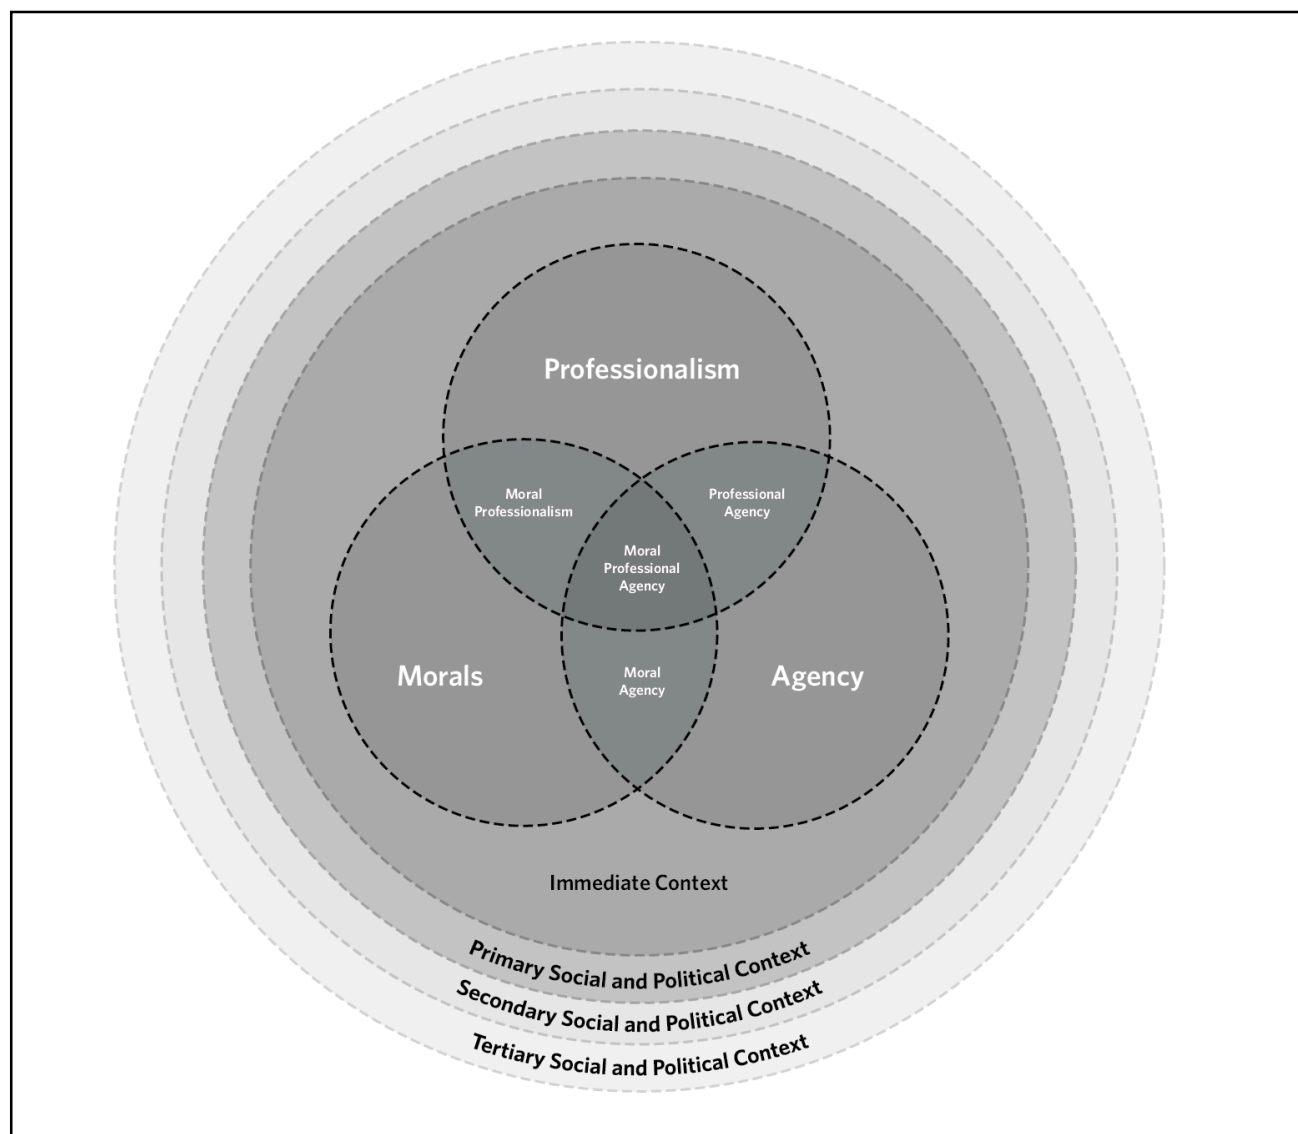 Professionalism
Moral
Professionalism
Professional
Agency
Moral
Professional
Agency
Morals
Moral
Agency
Agency
Immediate Context
Primary Social and Political Context
Secondary Social and Political Context
Tertiary Social and Political Context